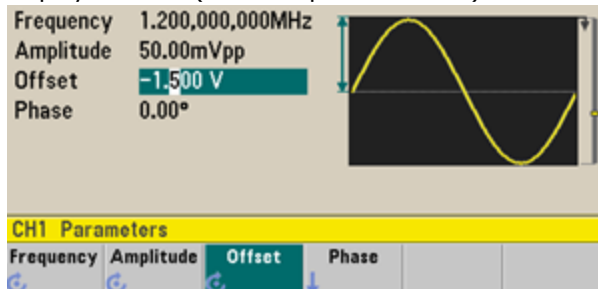 Frequency 1.200,000,000MHz
Amplitude 50.00mVpp
Offset -1.500 V
Phase 0.00°
CH1 Parameters
Frequency Amplitude Offset Phase